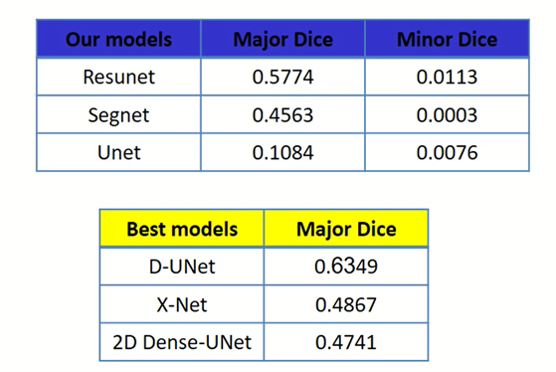 Our models Major Dice Minor Dice
Resunet 0.5774 0.0113
Segnet 0.4563 0.0003
Unet 0.1084 0.0076
Best models Major Dice
D-UNet 0.6349
X-Net 0.4867
2D Dense-UNet 0.4741